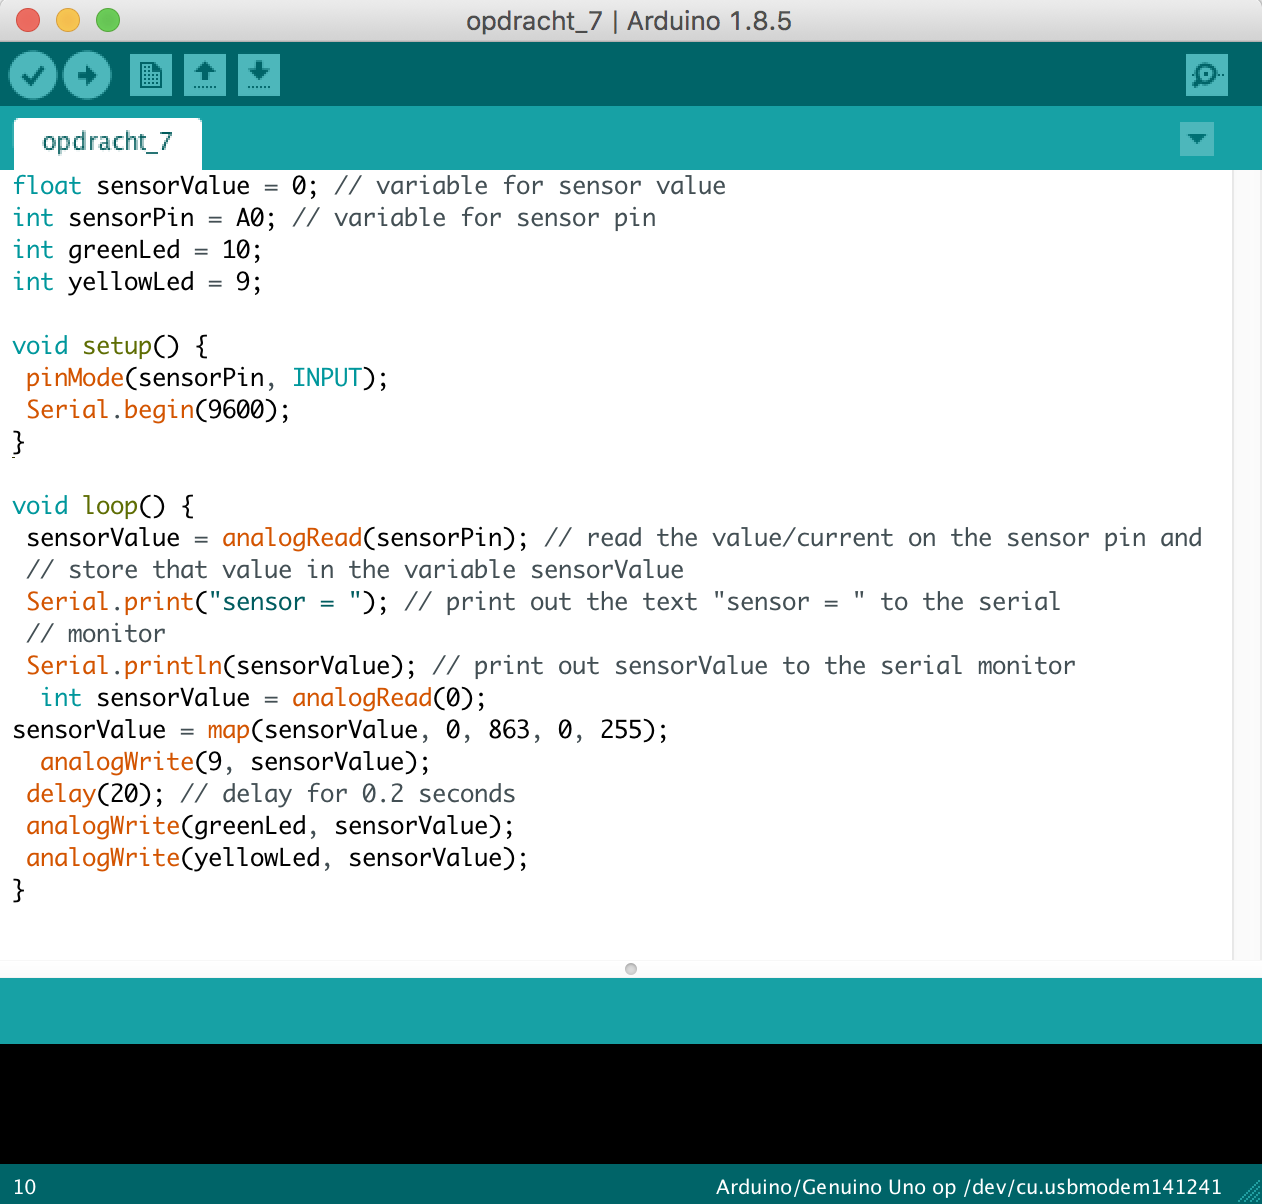 opdracht_7 | Arduino 1.8.5
opdracht_7
float sensorValue = 0; // variable for sensor value
int sensorPin = A0; // variable for sensor pin
int greenLed = 10;
int yellowLed = 9;
void setup() {
pinMode(sensorPin, INPUT);
Serial.begin(9600);
}
void loop() {
sensorValue = analogRead(sensorPin); // read the value/current on the sensor pin and
// store that value in the variable sensorValue
Serial.print("sensor = "); // print out the text "sensor = " to the serial
// monitor
Serial.println(sensorValue); // print out sensorValue to the serial monitor
int sensorValue = analogRead(0);
sensorValue = map(sensorValue, 0, 863, 0, 255);
analogWrite(9, sensorValue);
delay(20); // delay for 0.2 seconds
analogWrite(greenLed, sensorValue);
analogWrite(yellowLed, sensorValue);
}
10
Arduino/Genuino Uno op /dev/cu.usbmodem141241